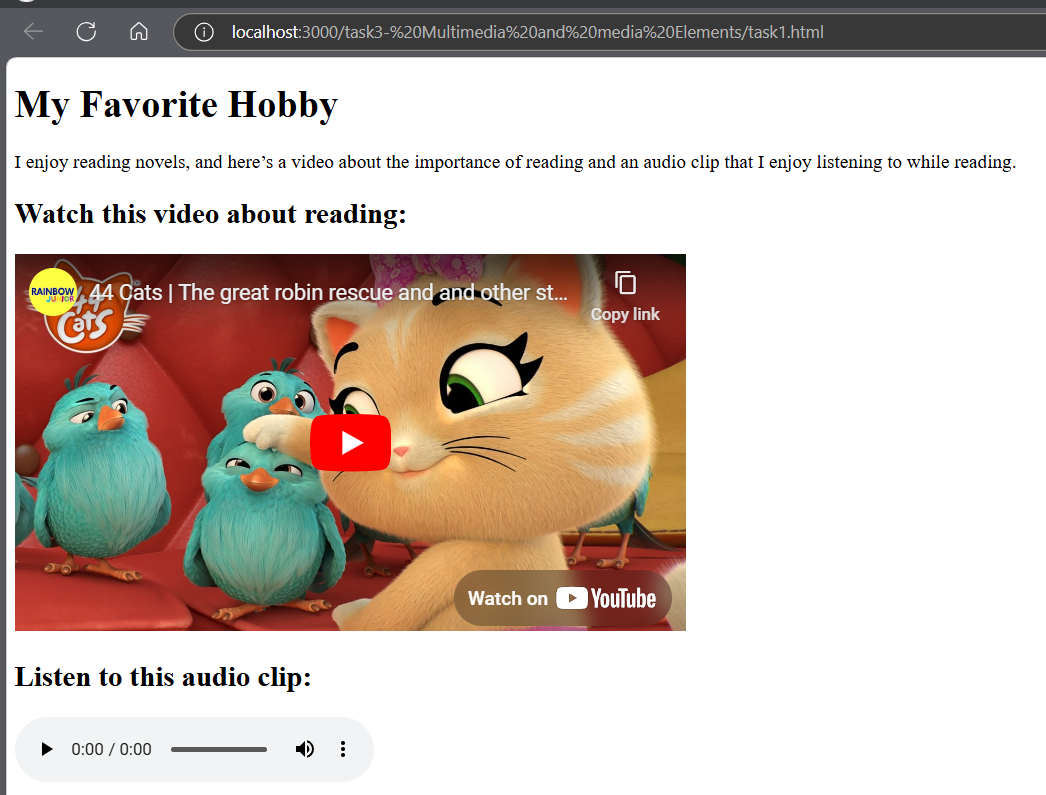 localhost:3000/task3-%20Multimedia%20and%20media%20Elements/task1.html
My Favorite Hobby
I enjoy reading novels, and here’s a video about the importance of reading and an audio clip that I enjoy listening to while reading.
Watch this video about reading:
RAINBOW
JUNIOR
44 Cats | The great robin rescue and and other st...
Copy link
44
Cats
Watch on YouTube
Listen to this audio clip:
0:00 / 0:00